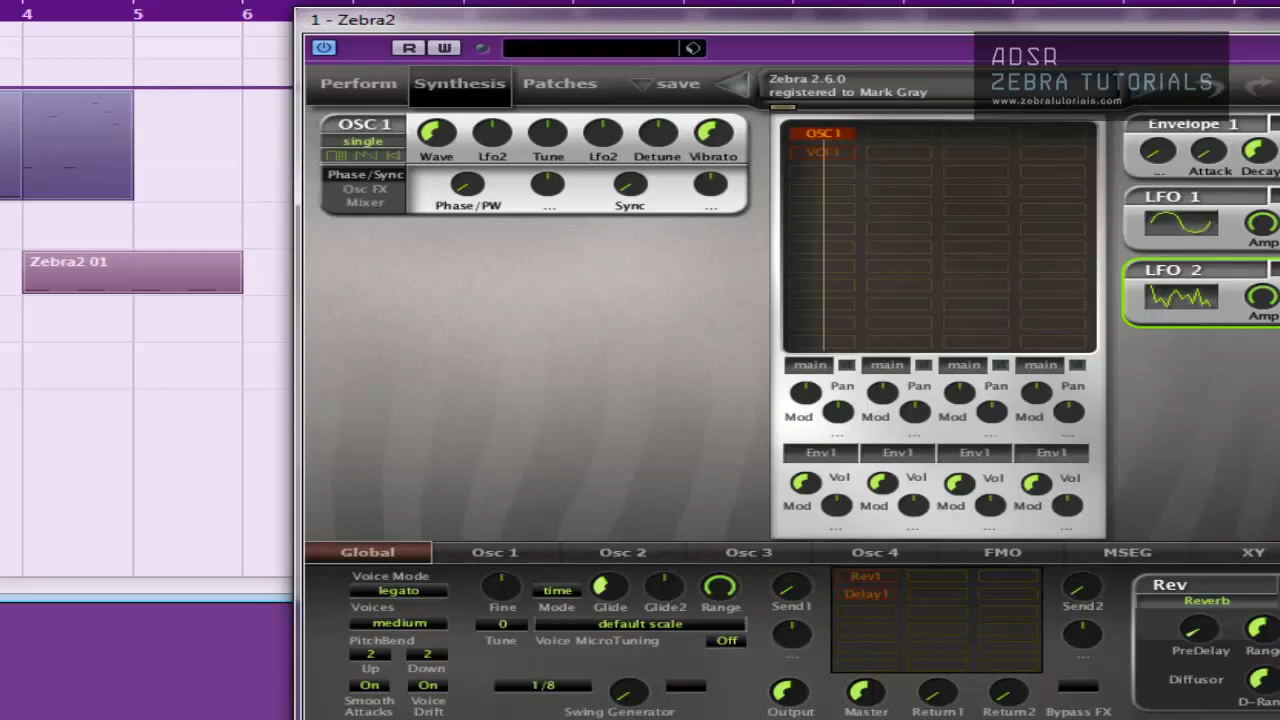 4 5 6
1 - Zebra2
R W
ADSR
ZEBRA TUTORIALS
www.zebratutorials.com
Perform Synthesis Patches save
Zebra 2.6.0
registered to Mark Gray
OSC 1
single
Wave Lfo2 Tune Lfo2 Detune Vibrato
Phase/Sync
Osc FX
Mixer
Phase/PW ... Sync ...
OSC1
VCF1
Envelope 1
... Attack Decay
LFO 1
Amp
LFO 2
Amp
Zebra2 01
main main main main
Pan Pan Pan Pan
Mod Mod Mod Mod
... ... ... ...
Env1 Env1 Env1 Env1
Vol Vol Vol Vol
Mod Mod Mod Mod
... ... ... ...
Global Osc 1 Osc 2 Osc 3 Osc 4 FMO MSEG XY
Voice Mode
legato
Voices
medium
PitchBend
2 2
Up Down
On On
Smooth Attacks
Voice Drift
time
Fine Mode Glide Glide2 Range
0 default scale
Tune Voice MicroTuning Off
1/8
Swing Generator
Send1
...
Rev1
Delay1
Send2
...
Output Master Return1 Return2 Bypass FX
Rev
Reverb
PreDelay Rang
Diffusor
D-Ran